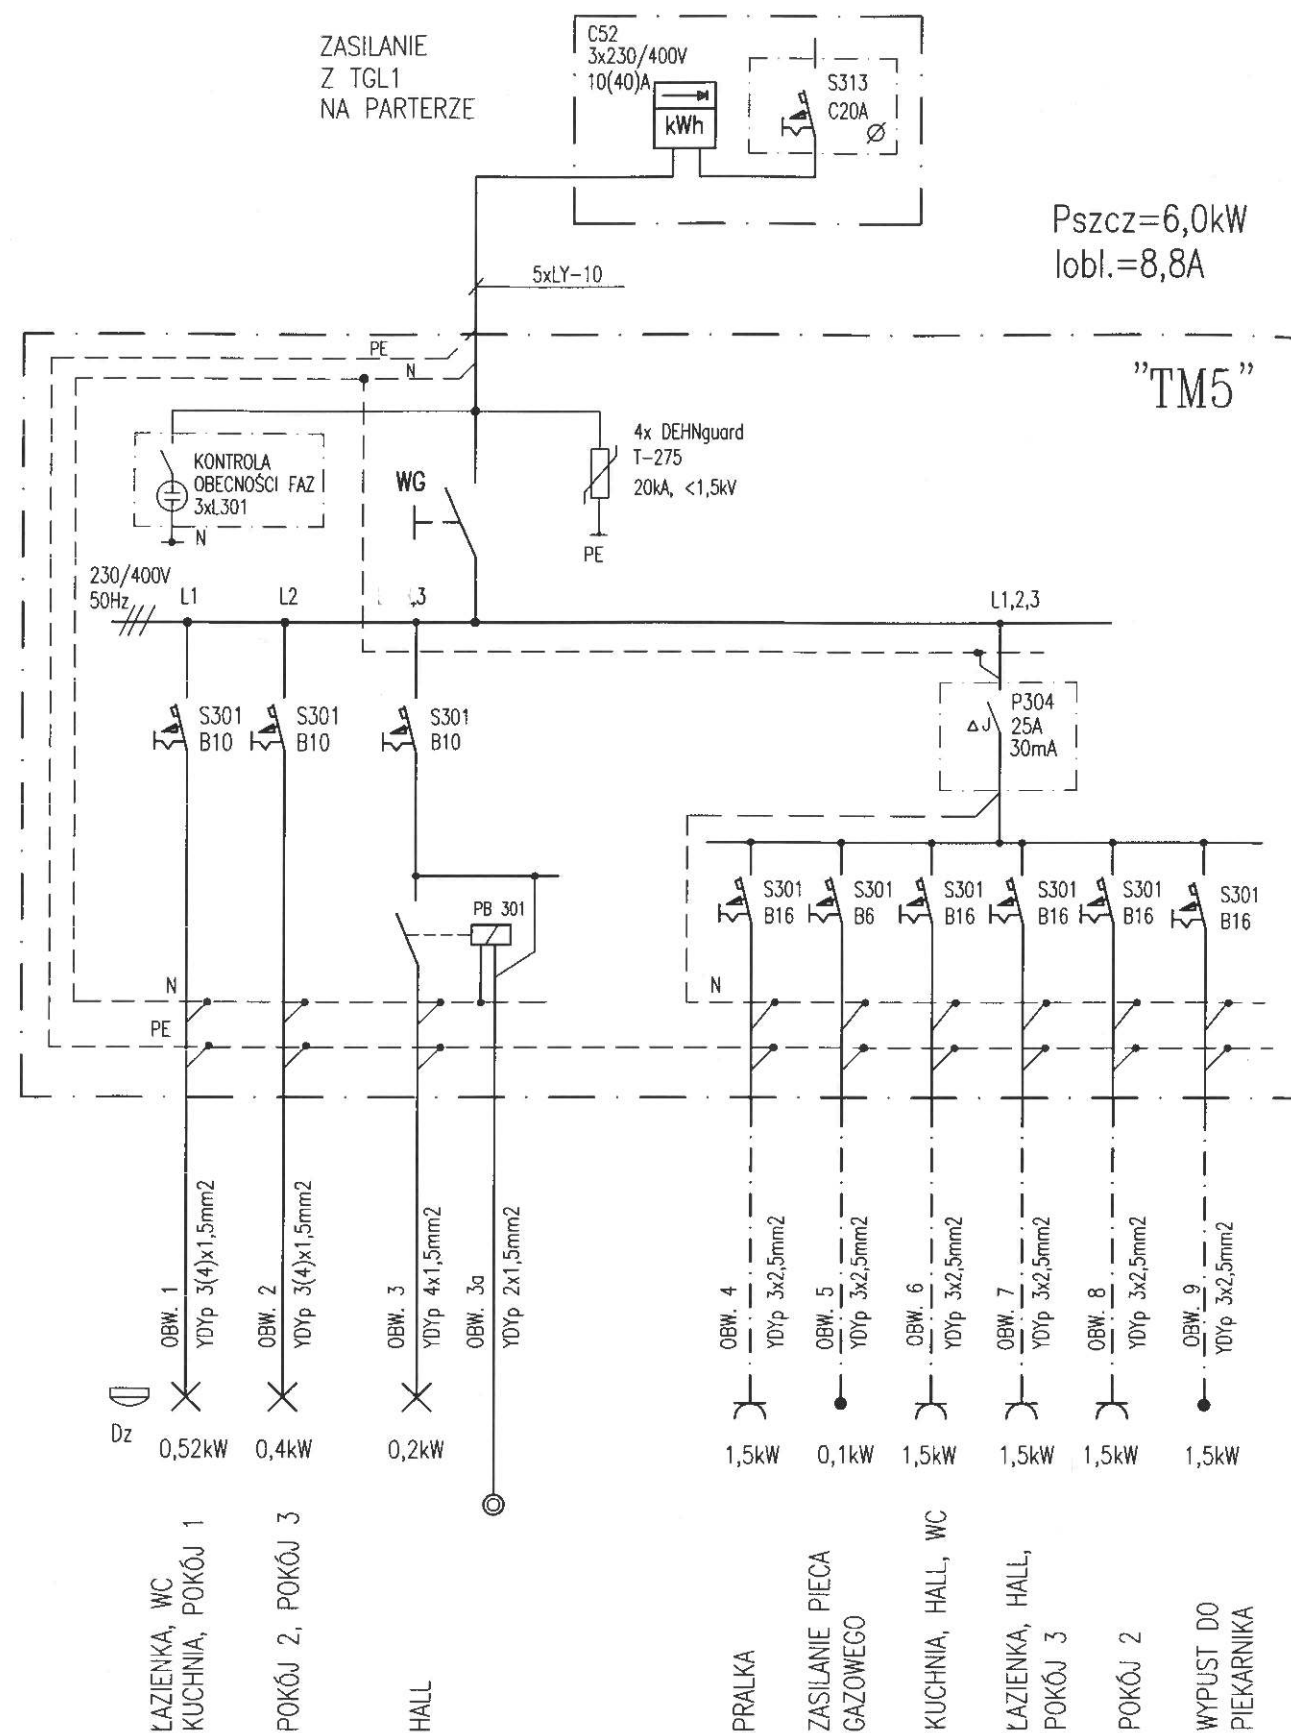 ZASILANIE
Z TGL1
NA PARTERZE
C52
3x230/400V
10(40)A
kWh
S313
C20A
Pszcz=6,0kW
Iobl.=8,8A
5xLY-10
PE
N
"TM5"
KONTROLA
OBECNOŚCI FAZ
3xL301
N
WG
4x DEHNguard
T-275
20kA, <1,5kV
PE
230/400V
50Hz
L1
L2
L1,2,3
S301
B10
S301
B10
S301
B10
P304
25A
30mA
ΔJ
PB 301
S301
B16
S301
B6
S301
B16
S301
B16
S301
B16
S301
B16
N
PE
N
OBW. 1
YDYp 3(4)x1,5mm2
OBW. 2
YDYp 3(4)x1,5mm2
OBW. 3
YDYp 4x1,5mm2
OBW. 3a
YDYp 2x1,5mm2
OBW. 4
YDYp 3x2,5mm2
OBW. 5
YDYp 3x2,5mm2
OBW. 6
YDYp 3x2,5mm2
OBW. 7
YDYp 3x2,5mm2
OBW. 8
YDYp 3x2,5mm2
OBW. 9
YDYp 3x2,5mm2
Dz
0,52kW
0,4kW
0,2kW
1,5kW
0,1kW
1,5kW
1,5kW
1,5kW
1,5kW
ŁAZIENKA, WC
KUCHNIA, POKÓJ 1
POKÓJ 2, POKÓJ 3
HALL
PRALKA
ZASILANIE PIECA
GAZOWEGO
KUCHNIA, HALL, WC
ŁAZIENKA, HALL,
POKÓJ 3
POKÓJ 2
WYPUST DO
PIEKARNIKA